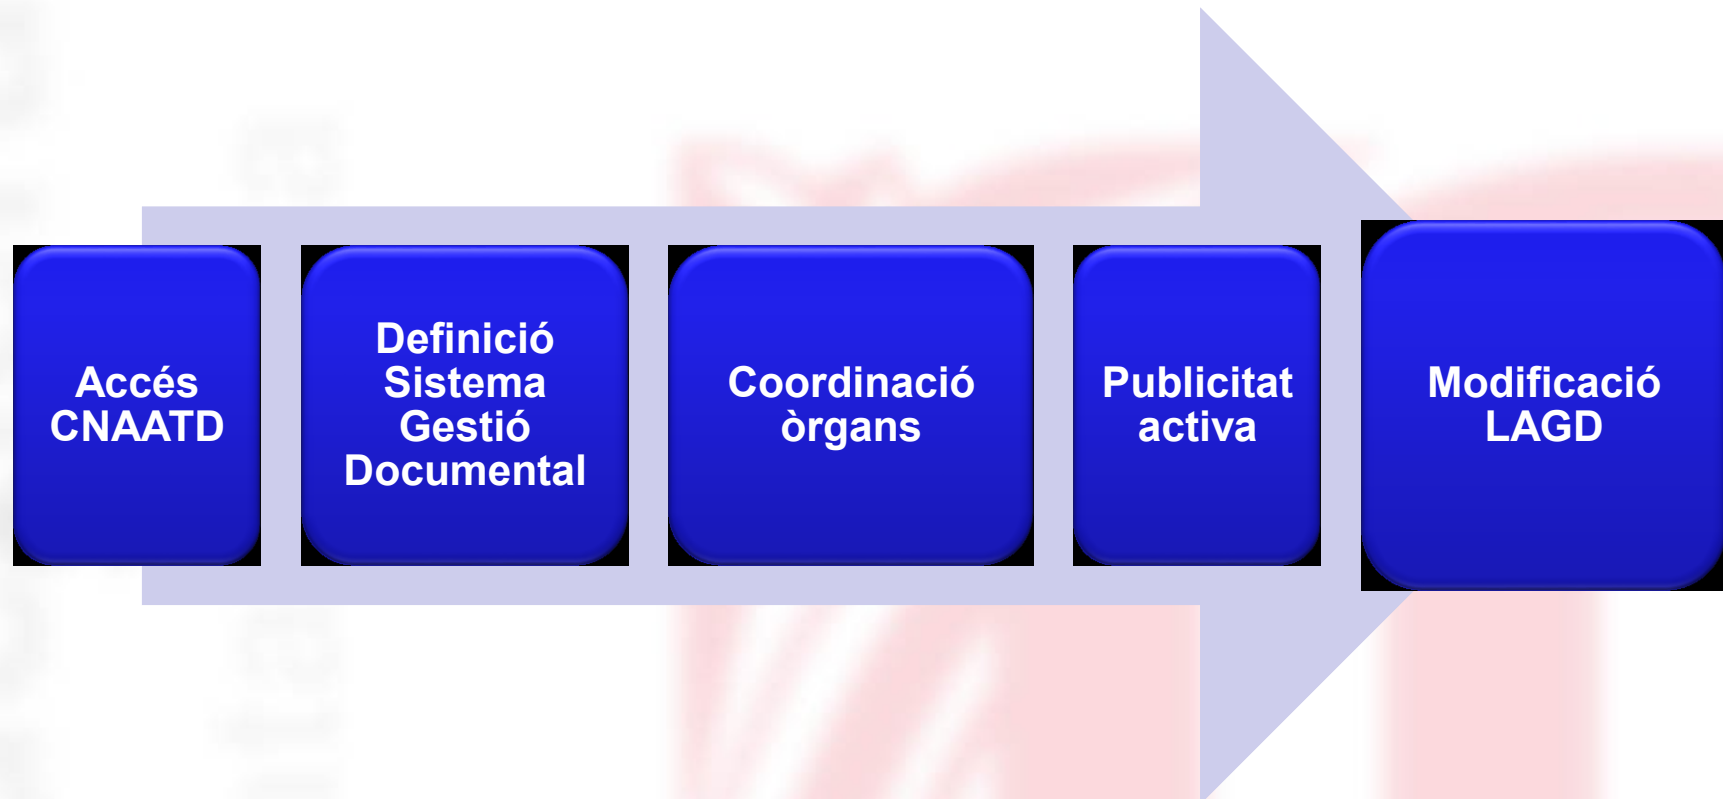 Accés
CNAATD
Definició
Sistema
Gestió
Documental
Coordinació
òrgans
Publicitat
activa
Modificació
LAGD